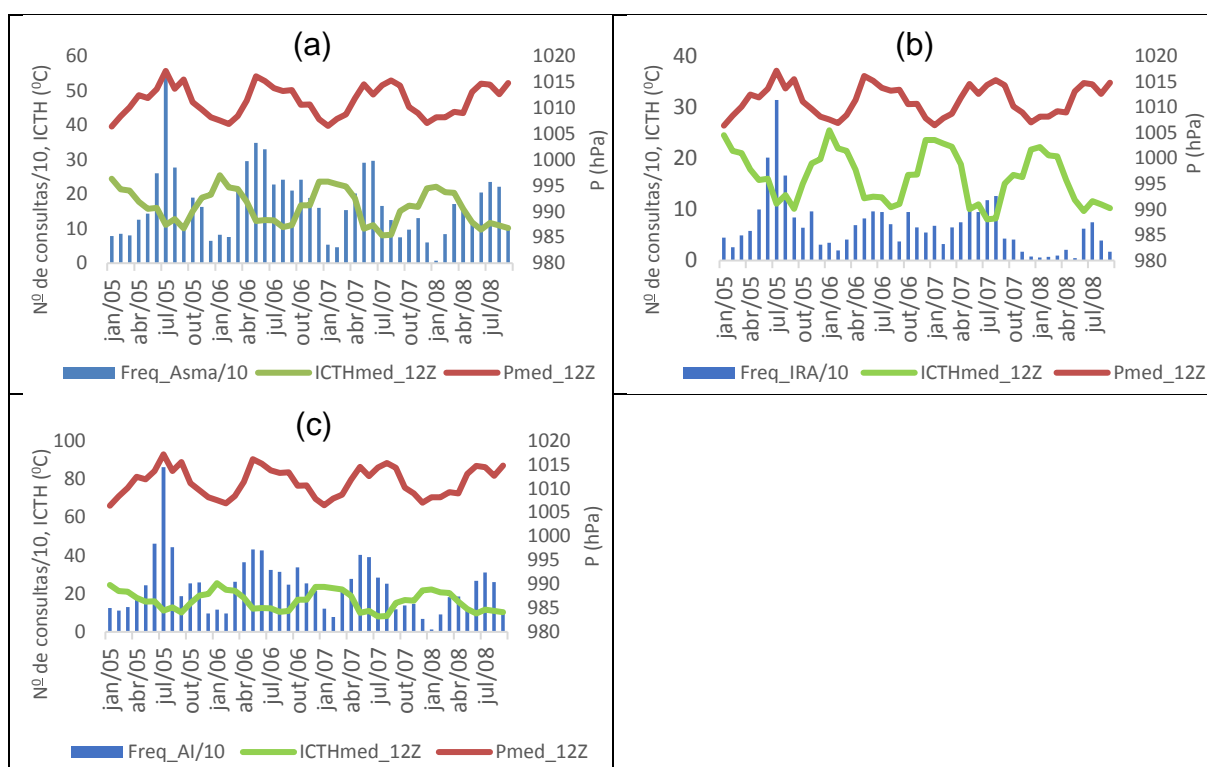 (a)
Nº de consultas/10, ICTH (⁰C)
60
50
40
30
20
10
0
1020
1015
1010
1005
1000
995
990
985
980
P (hPa)
jan/05
abr/05
jul/05
out/05
jan/06
abr/06
jul/06
out/06
jan/07
abr/07
jul/07
out/07
jan/08
abr/08
jul/08
Freq_Asma/10 ICTHmed_12Z Pmed_12Z
(b)
Nº de consultas/10, ICTH (⁰C)
40
30
20
10
0
1020
1015
1010
1005
1000
995
990
985
980
P (hPa)
jan/05
abr/05
jul/05
out/05
jan/06
abr/06
jul/06
out/06
jan/07
abr/07
jul/07
out/07
jan/08
abr/08
jul/08
Freq_IRA/10 ICTHmed_12Z Pmed_12Z
(c)
Nº de consultas/10, ICTH (⁰C)
100
80
60
40
20
0
1020
1015
1010
1005
1000
995
990
985
980
P (hPa)
jan/05
abr/05
jul/05
out/05
jan/06
abr/06
jul/06
out/06
jan/07
abr/07
jul/07
out/07
jan/08
abr/08
jul/08
Freq_AI/10 ICTHmed_12Z Pmed_12Z